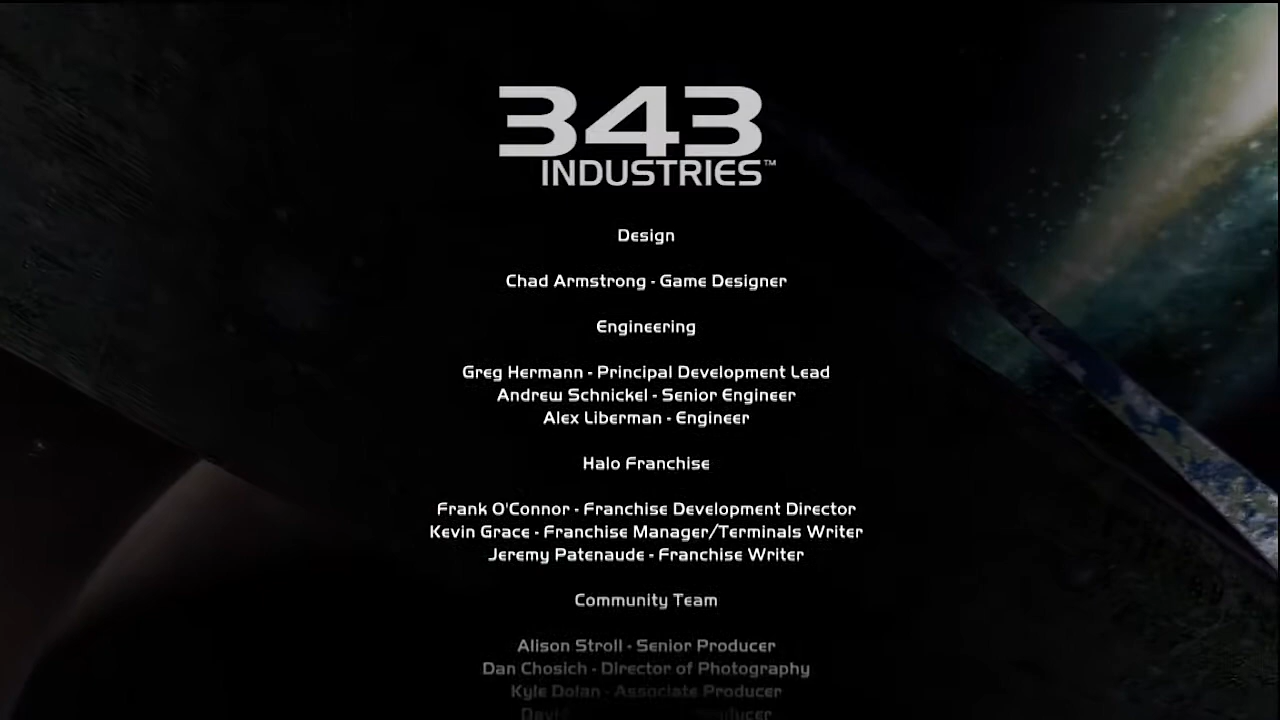 343
INDUSTRIES™
Design
Chad Armstrong - Game Designer
Engineering
Greg Hermann - Principal Development Lead
Andrew Schnickel - Senior Engineer
Alex Liberman - Engineer
Halo Franchise
Frank O'Connor - Franchise Development Director
Kevin Grace - Franchise Manager/Terminals Writer
Jeremy Patenaude - Franchise Writer
Community Team
Alison Stroll - Senior Producer
Dan Chosich - Director of Photography
Kyle Dolan - Associate Producer